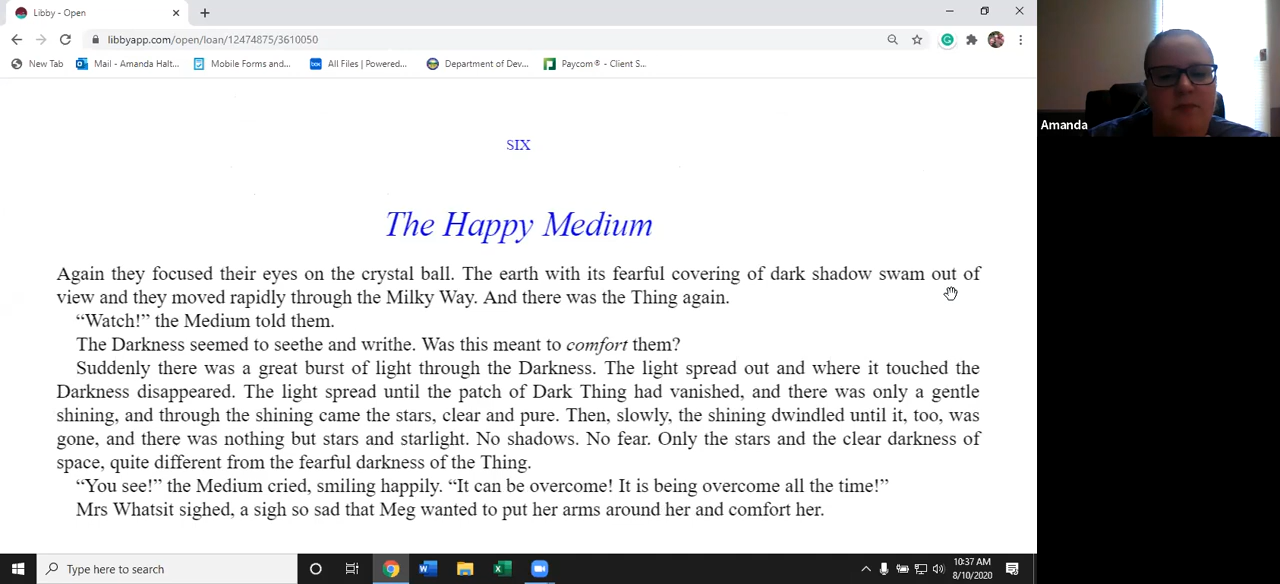 Libby - Open
libbyapp.com/open/loan/12474875/3610050
New Tab
Mail - Amanda Halt...
Mobile Forms and...
box
All Files | Powered...
Department of Dev...
Paycom® - Client S...
Amanda
SIX
The Happy Medium
Again they focused their eyes on the crystal ball. The earth with its fearful covering of dark shadow swam out of
view and they moved rapidly through the Milky Way. And there was the Thing again.
“Watch!” the Medium told them.
The Darkness seemed to seethe and writhe. Was this meant to comfort them?
Suddenly there was a great burst of light through the Darkness. The light spread out and where it touched the
Darkness disappeared. The light spread until the patch of Dark Thing had vanished, and there was only a gentle
shining, and through the shining came the stars, clear and pure. Then, slowly, the shining dwindled until it, too, was
gone, and there was nothing but stars and starlight. No shadows. No fear. Only the stars and the clear darkness of
space, quite different from the fearful darkness of the Thing.
“You see!” the Medium cried, smiling happily. “It can be overcome! It is being overcome all the time!”
Mrs Whatsit sighed, a sigh so sad that Meg wanted to put her arms around her and comfort her.
Type here to search
10:37 AM
8/10/2020